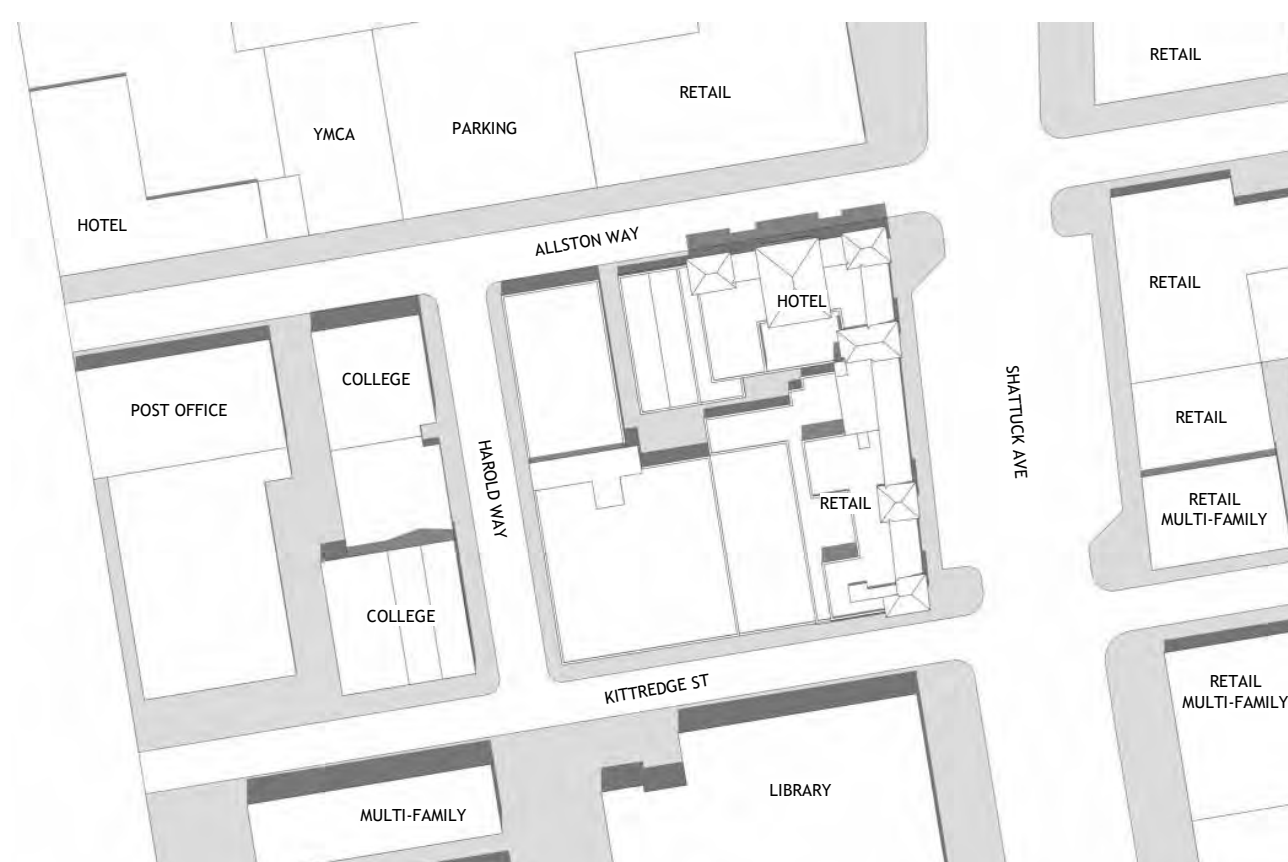 RETAIL
RETAIL
YMCA
PARKING
HOTEL
ALLSTON WAY
RETAIL
HOTEL
COLLEGE
POST OFFICE
SHATTUCK AVE
RETAIL
HAROLD WAY
RETAIL
RETAIL
MULTI-FAMILY
COLLEGE
KITTREDGE ST
RETAIL
MULTI-FAMILY
LIBRARY
MULTI-FAMILY